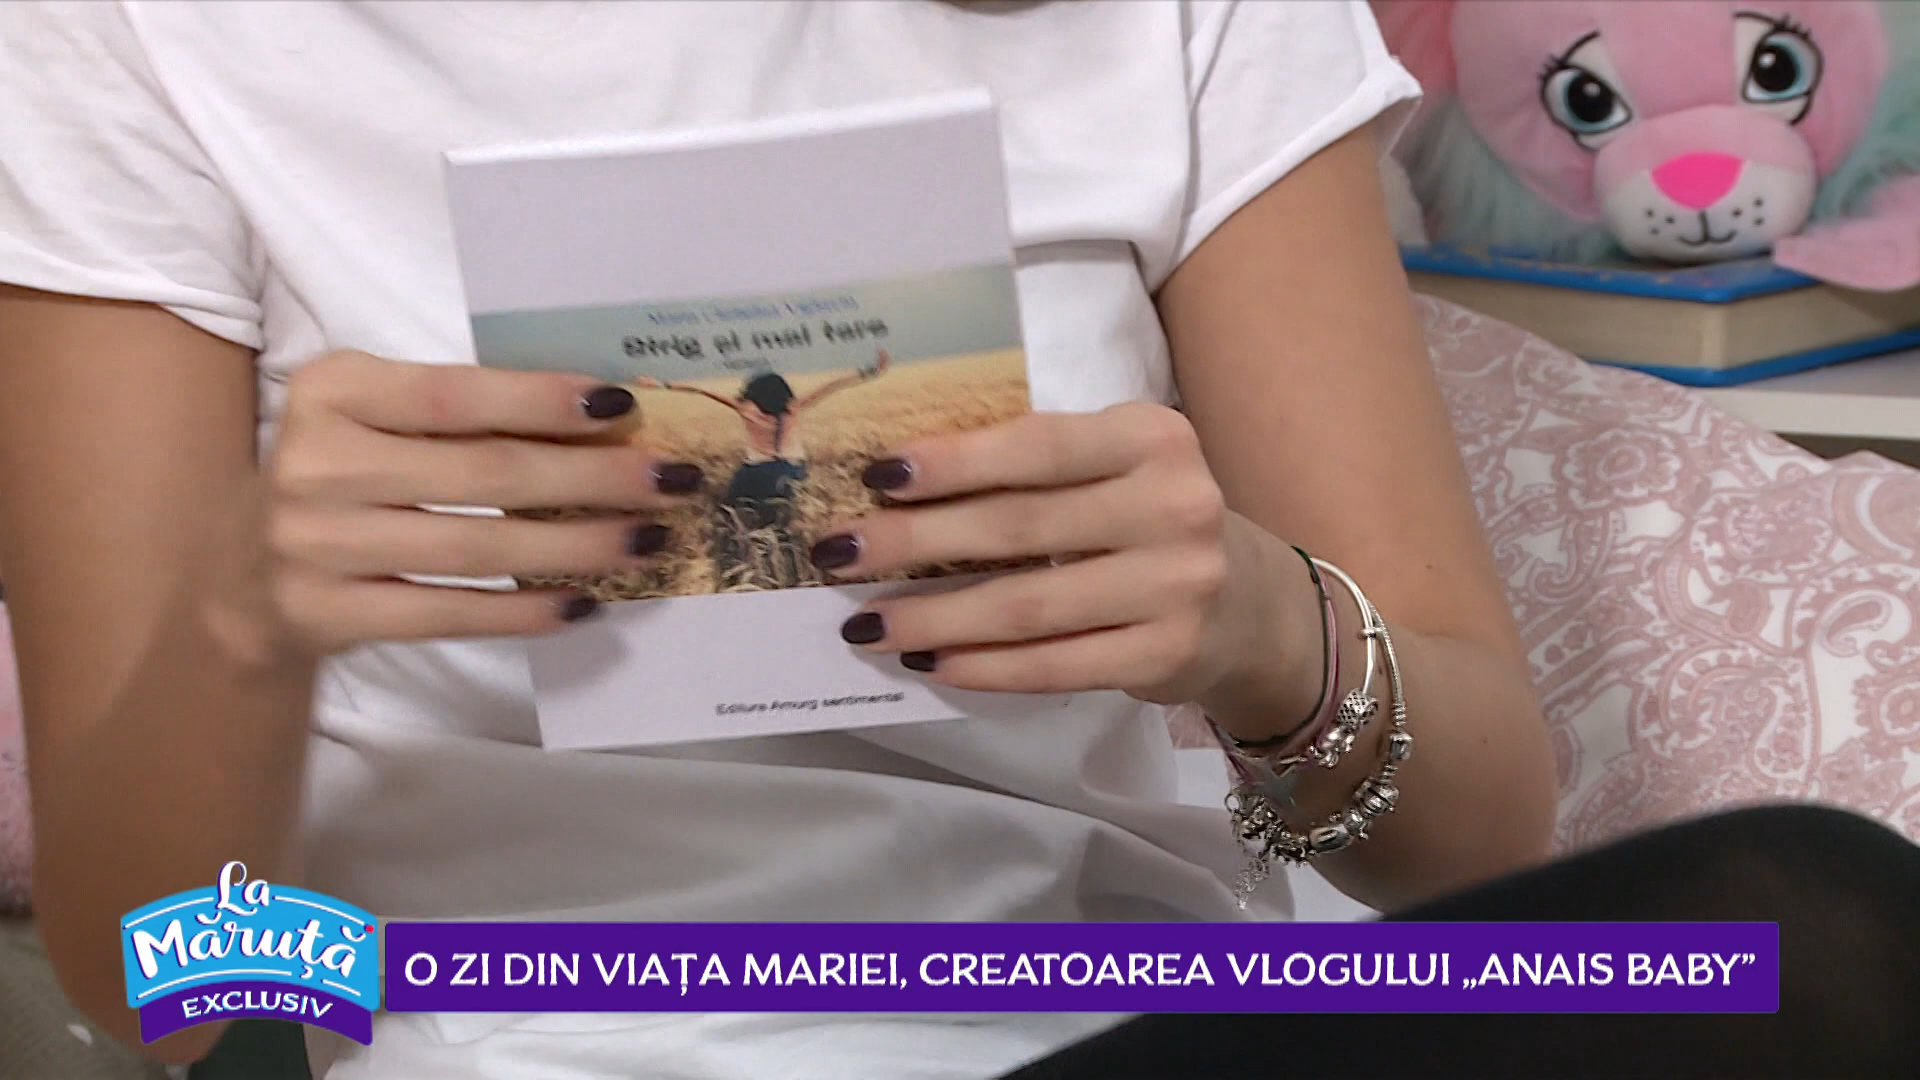 Strig și mai tare
Editura Amurg sentimental
La
Măruță
EXCLUSIV
O ZI DIN VIAȚA MARIEI, CREATOAREA VLOGULUI „ANAIS BABY”